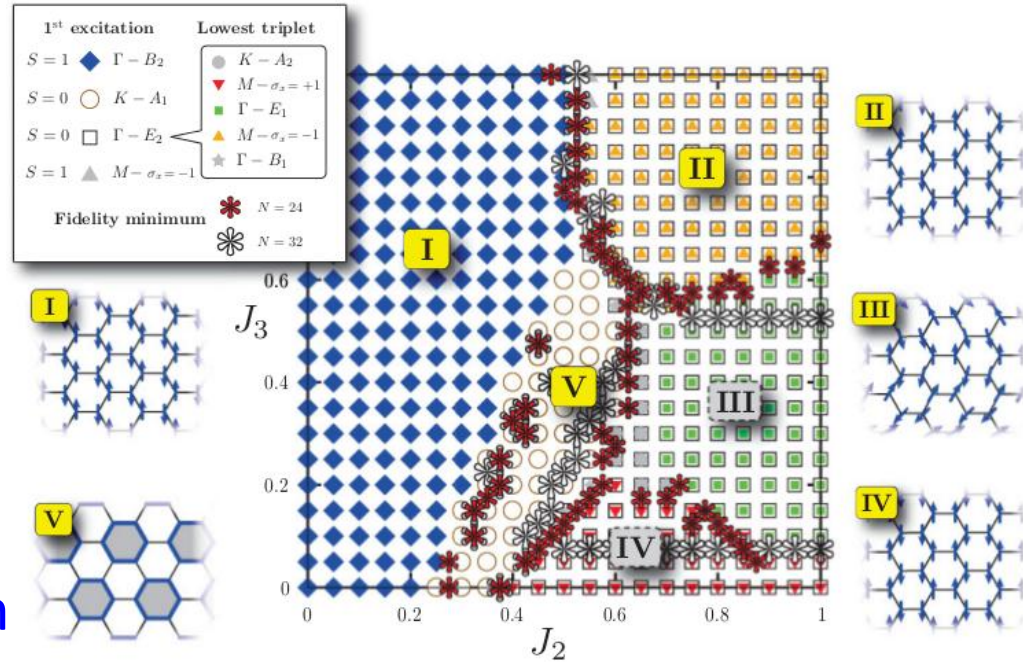 1st excitation
Lowest triplet
S = 1 Γ − B2
S = 0 K − A1
S = 0 Γ − E2
S = 1 M − σx = −1
K − A2
M − σx = +1
Γ − E1
M − σx = −1
Γ − B1
Fidelity minimum
N = 24
N = 32
I
II
III
IV
V
J3
0.6
0.4
0.2
0
0 0.2 0.4 0.6 0.8 1
J2
I
V
II
III
IV
n